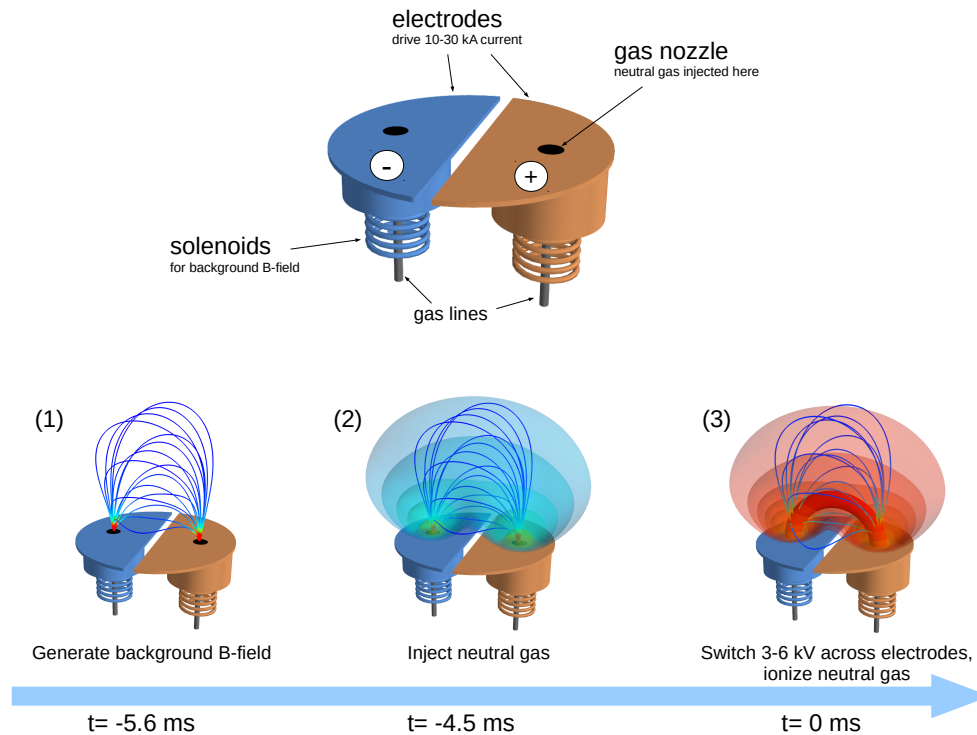 electrodes
drive 10-30 kA current
gas nozzle
neutral gas injected here
-
+
solenoids
for background B-field
gas lines
(1)
(2)
(3)
Generate background B-field
Inject neutral gas
Switch 3-6 kV across electrodes,
ionize neutral gas
t= -5.6 ms
t= -4.5 ms
t= 0 ms